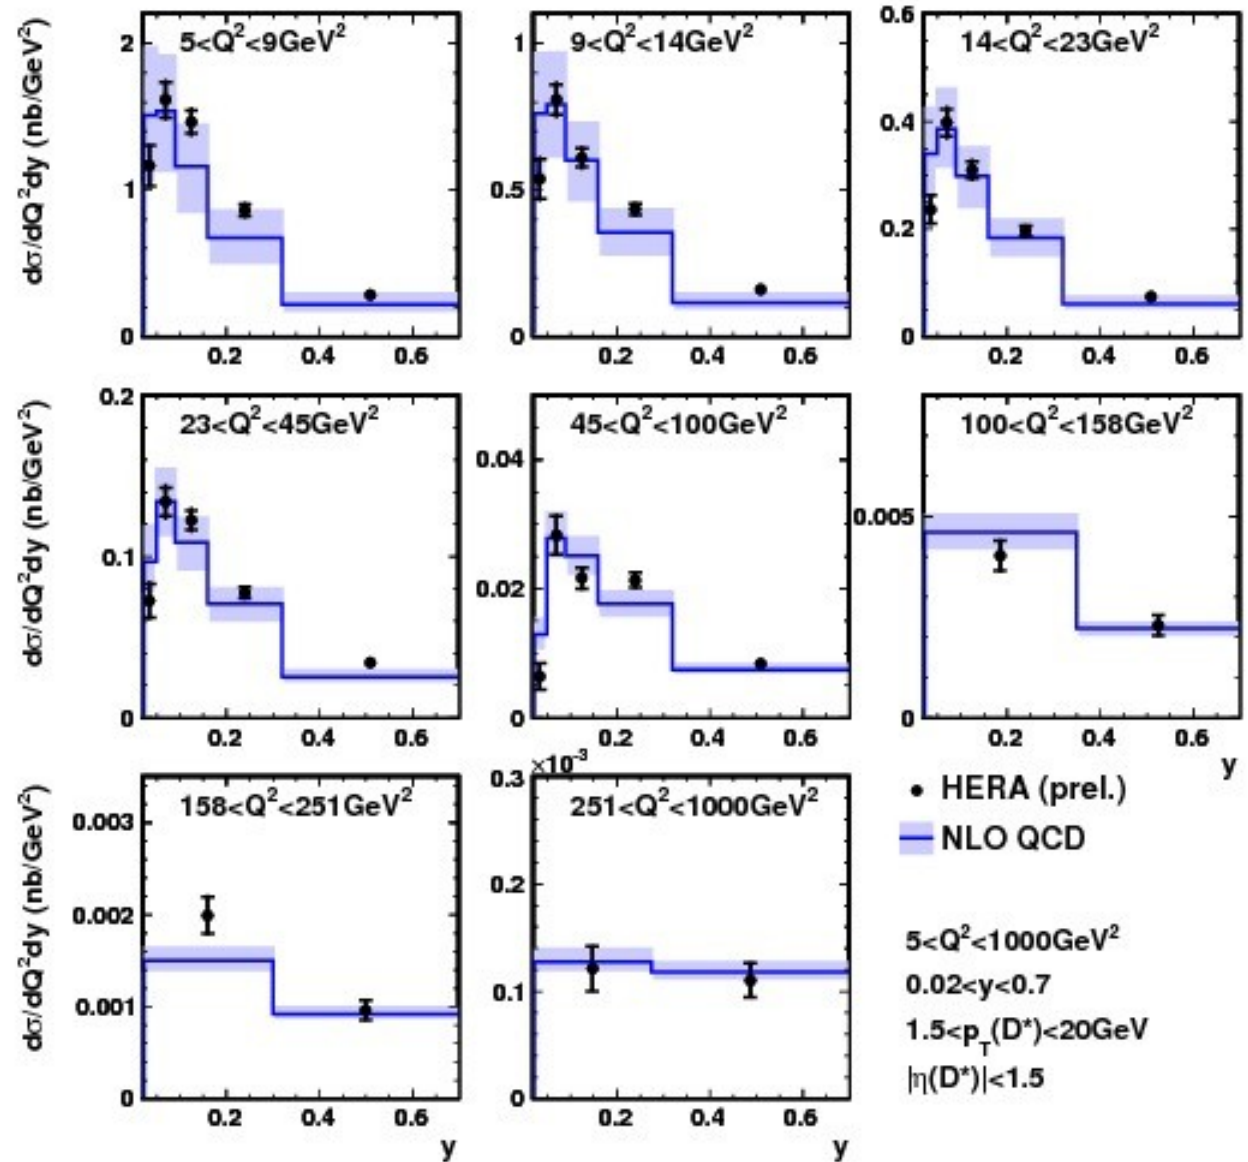 dσ/dQ²dy (nb/GeV²)
5<Q²<9GeV²
2
1
0
0.2 0.4 0.6
9<Q²<14GeV²
1
0.5
0
0.2 0.4 0.6
14<Q²<23GeV²
0.6
0.4
0.2
0
0.2 0.4 0.6
dσ/dQ²dy (nb/GeV²)
23<Q²<45GeV²
0.2
0.1
0
0.2 0.4 0.6
45<Q²<100GeV²
0.04
0.02
0
0.2 0.4 0.6
100<Q²<158GeV²
0.005
0
0.2 0.4 0.6
y
dσ/dQ²dy (nb/GeV²)
158<Q²<251GeV²
0.003
0.002
0.001
0
0.2 0.4 0.6
y
×10⁻³
251<Q²<1000GeV²
0.3
0.2
0.1
0
0.2 0.4 0.6
y
HERA (prel.)
NLO QCD
5<Q²<1000GeV²
0.02<y<0.7
1.5<p_T(D*)<20GeV
|η(D*)|<1.5